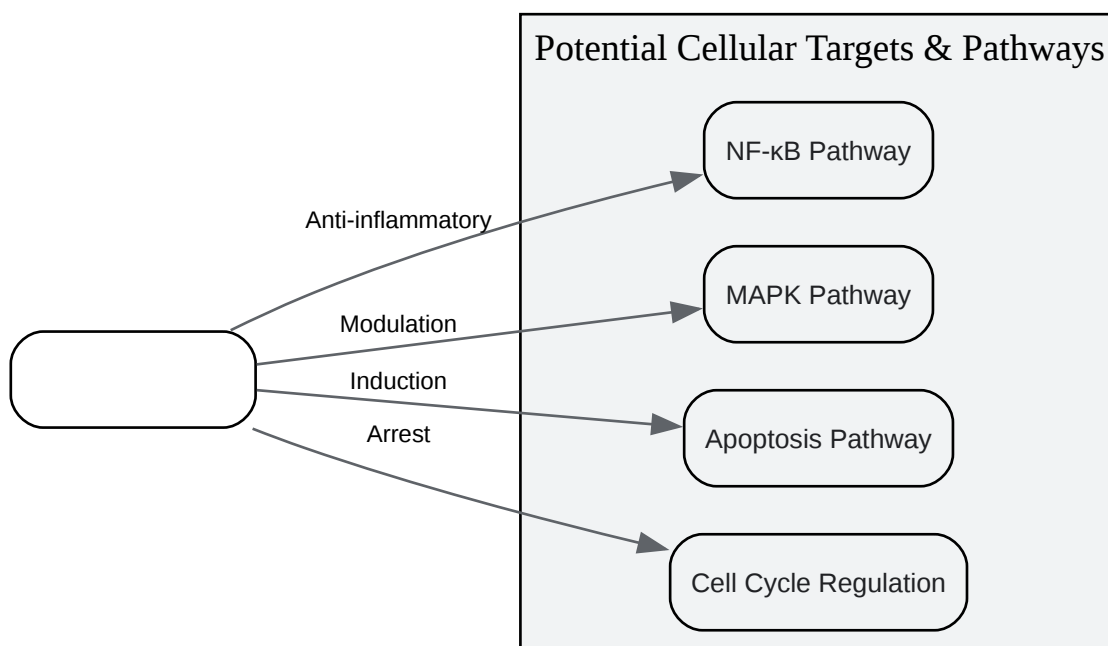 Potential Cellular Targets & Pathways
NF-κB Pathway
Anti-inflammatory
MAPK Pathway
Modulation
Induction
Arrest
Apoptosis Pathway
Cell Cycle Regulation